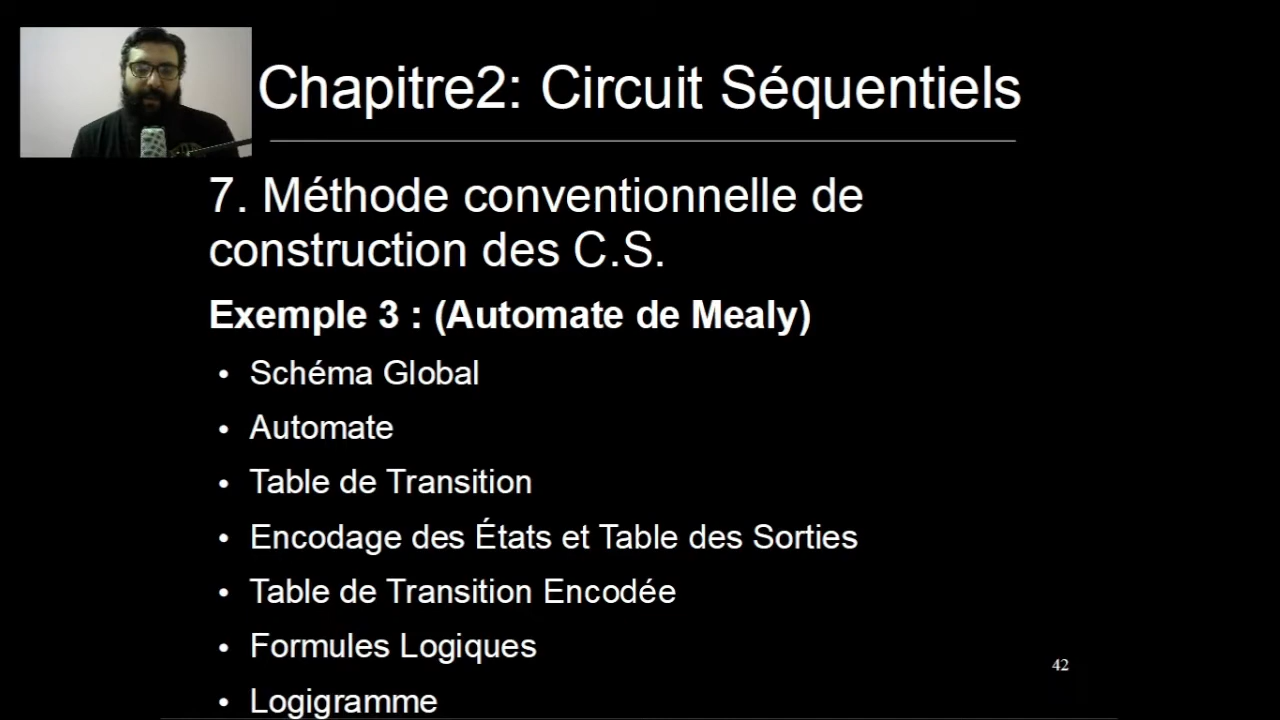 Chapitre2: Circuit Séquentiels
7. Méthode conventionnelle de
construction des C.S.
Exemple 3 : (Automate de Mealy)
• Schéma Global
• Automate
• Table de Transition
• Encodage des États et Table des Sorties
• Table de Transition Encodée
• Formules Logiques
• Logigramme
42